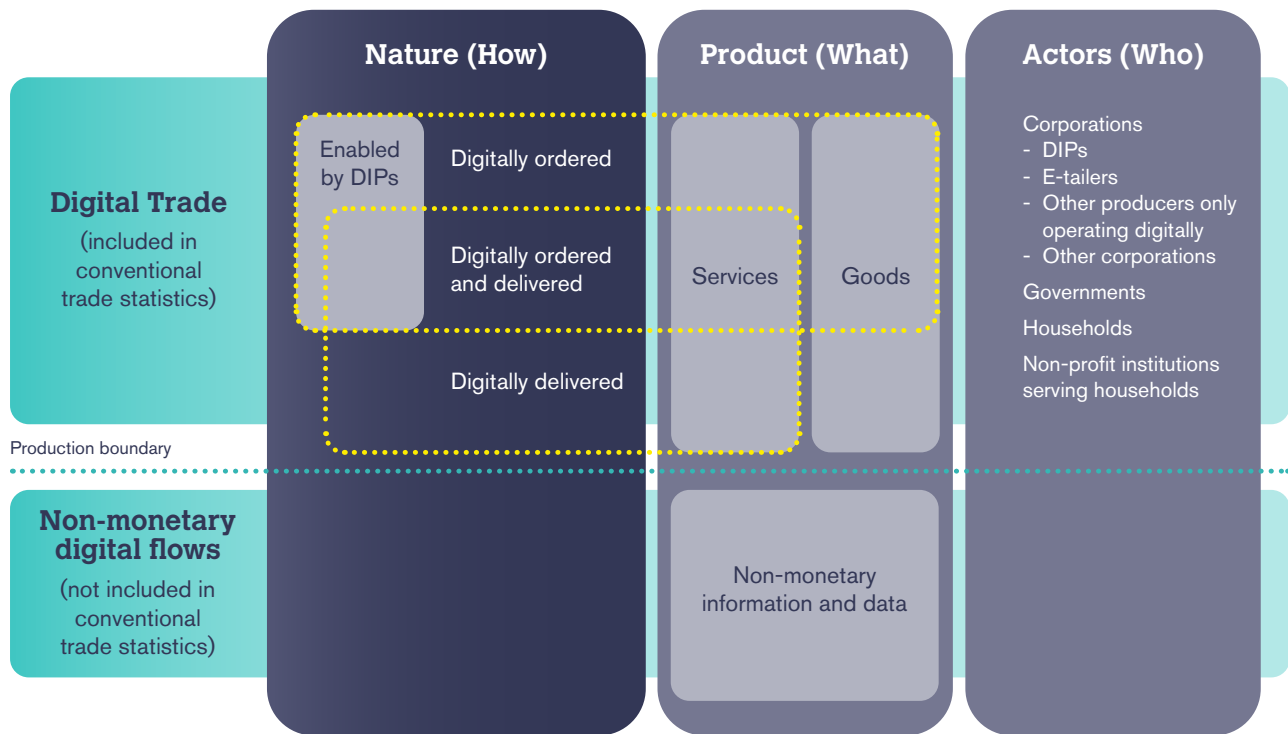 Nature (How)
Product (What)
Actors (Who)
Digital Trade
(included in
conventional
trade statistics)
Enabled
by DIPs
Digitally ordered
Digitally ordered
and delivered
Digitally delivered
Services
Goods
Corporations
- DIPs
- E-tailers
- Other producers only
operating digitally
- Other corporations
Governments
Households
Non-profit institutions
serving households
Production boundary
Non-monetary
digital flows
(not included in
conventional
trade statistics)
Non-monetary
information and data